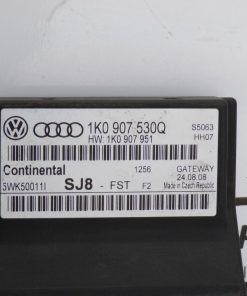 1K0 907 530Q S5063
HW: 1K0 907 951 HH07
Continental 1256 GATEWAY
24.08.08
5WK50011I SJ8 - FST F2 Made in Czech Republic